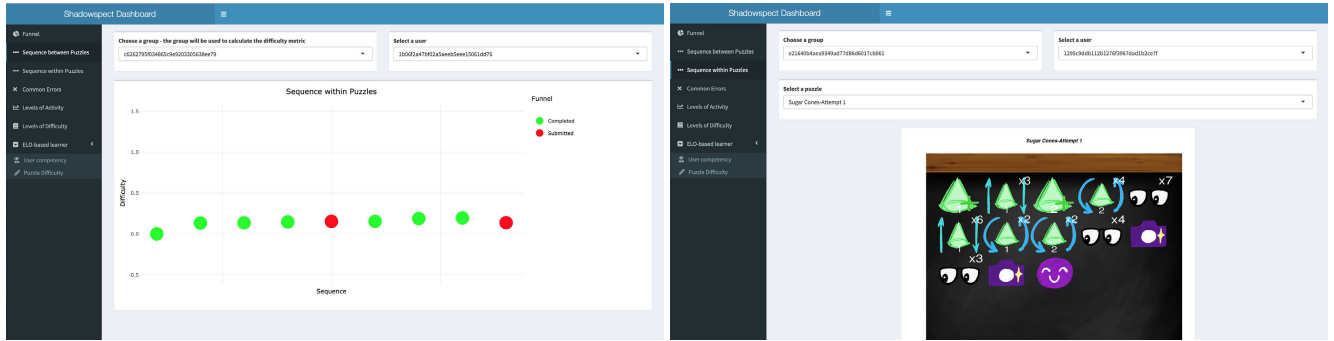 Shadowspect Dashboard
Funnel
Sequence between Puzzles
Sequence within Puzzles
Common Errors
Levels of Activity
Levels of Difficulty
ELO-based learner
User competency
Puzzle Difficulty
Choose a group - the group will be used to calculate the difficulty metric
c6262795f034865c9e9203305638ee79
Select a user
1b06f2a47bf02a5aeeb5eee15061dd76
Sequence within Puzzles
Funnel
Completed
Submitted
1.5
1.0
0.5
0.0
-0.5
Difficulty
Sequence
Shadowspect Dashboard
Funnel
Sequence between Puzzles
Sequence within Puzzles
Common Errors
Levels of Activity
Levels of Difficulty
ELO-based learner
User competency
Puzzle Difficulty
Choose a group
e21640b4aea9349ad77d86d6017cb061
Select a user
1295c9ddb112b1276f3967dad1b2ce7f
Select a puzzle
Sugar Cones-Attempt 1
Sugar Cones-Attempt 1
x3 x4 x7
1 1 2 2
x6 x2 x2 x4
1 1 2
x3